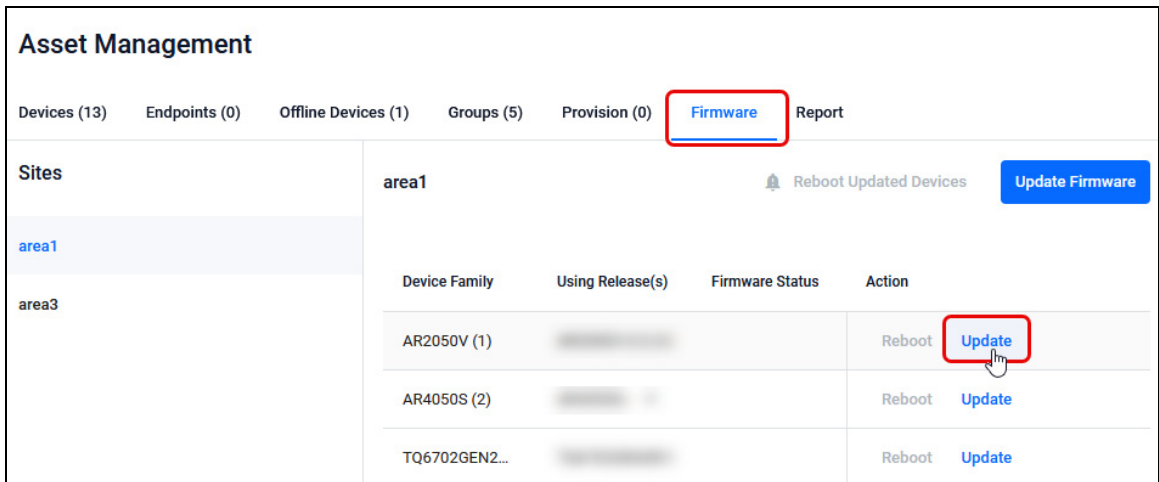 Asset Management
Devices (13) Endpoints (0) Offline Devices (1) Groups (5) Provision (0) Firmware Report
Sites
area1
area3
area1 Reboot Updated Devices Update Firmware
Device Family Using Release(s) Firmware Status Action
AR2050V (1) Reboot Update
AR4050S (2) Reboot Update
TQ6702GEN2... Reboot Update